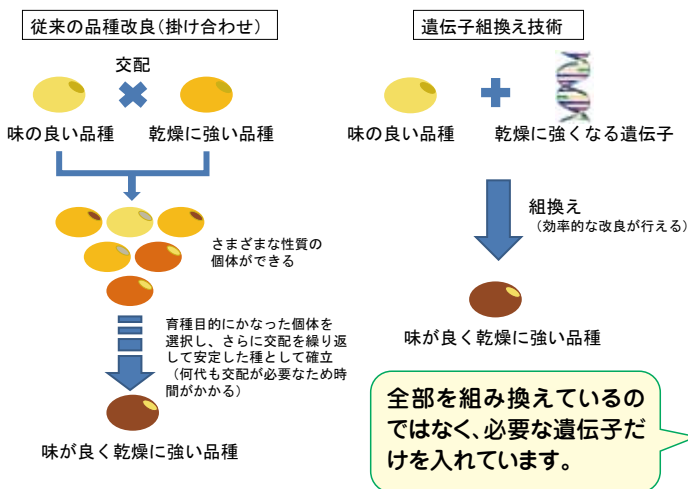 従来の品種改良(掛け合わせ)
交配
味の良い品種
乾燥に強い品種
さまざまな性質の
個体ができる
育種目的にかなった個体を
選択し、さらに交配を繰り返
して安定した種として確立
(何代も交配が必要なため時
間がかかる)
味が良く乾燥に強い品種
遺伝子組換え技術
味の良い品種
乾燥に強くなる遺伝子
組換え
(効率的な改良が行える)
味が良く乾燥に強い品種
全部を組み換えているの
ではなく、必要な遺伝子だ
けを入れています。